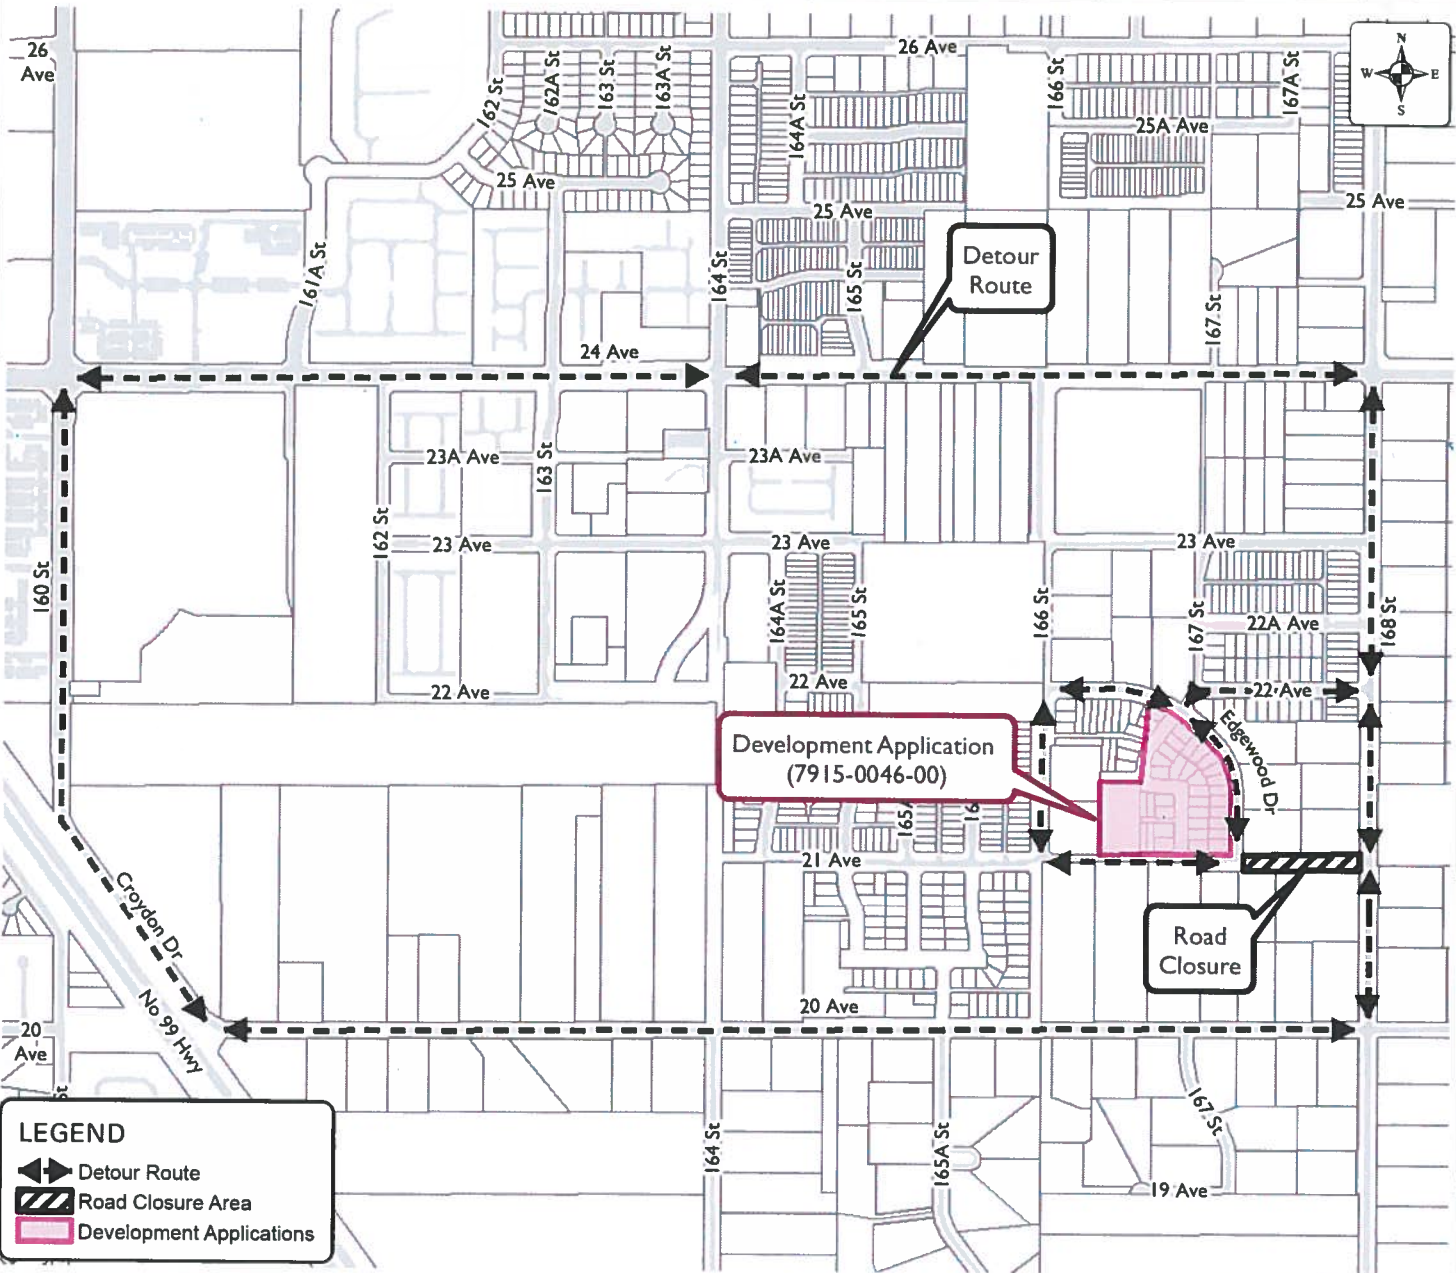 26
Ave
26 Ave
N
W
E
S
162 St
162A St
163 St
163A St
164A St
166 St
167A St
25A Ave
25 Ave
25 Ave
25 Ave
161A St
164 St
165 St
Detour
Route
167 St
24 Ave
23A Ave
163 St
23A Ave
162 St
23 Ave
23 Ave
23 Ave
160 St
164A St
165 St
166 St
167 St
22A Ave
168 St
22 Ave
22 Ave
22 Ave
Edgewood Dr
Development Application
(7915-0046-00)
21 Ave
Croydon Dr
Road
Closure
No 99 Hwy
20 Ave
20
Ave
St
167 St
164 St
165A St
19 Ave
LEGEND
Detour Route
Road Closure Area
Development Applications